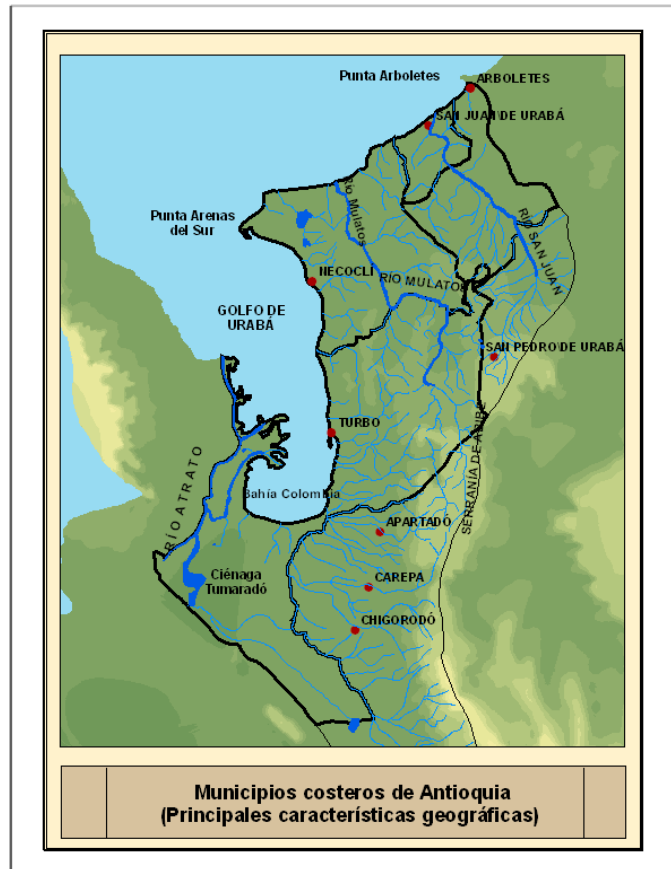 Punta Arboletes
ARBOLETES
SAN JUAN DE URABÁ
Río Mulatos
Punta Arenas
del Sur
RÍO SAN JUAN
NECOCLÍ
RIO MULATOS
GOLFO DE
URABÁ
SAN PEDRO DE URABÁ
TURBO
SERRANÍA DE ABIBE
RÍO ATRATO
Bahía Colombia
APARTADÓ
Ciénaga
Tumaradó
CAREPA
CHIGORODÓ
Municipios costeros de Antioquia
(Principales características geográficas)